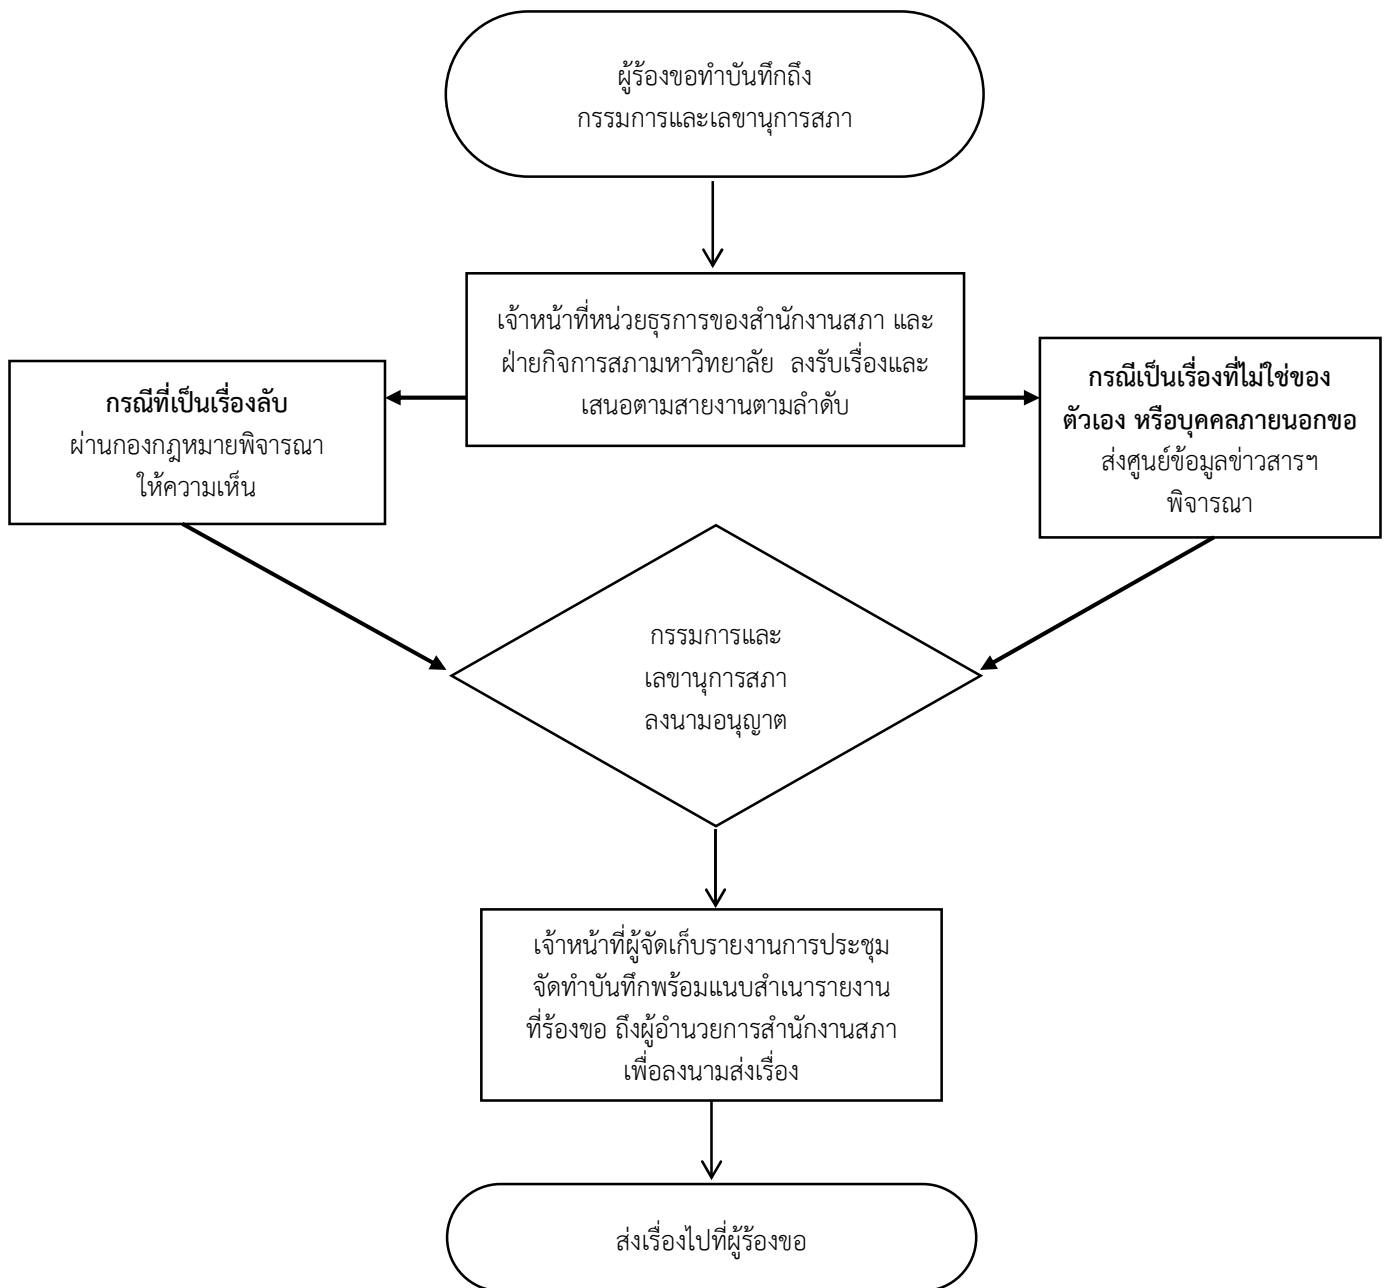 ผู้ร้องขอทำบันทึกถึง
กรรมการและเลขานุการสภา
เจ้าหน้าที่หน่วยธุรการของสำนักงานสภา และ
ฝ่ายกิจการสภามหาวิทยาลัย ลงรับเรื่องและ
เสนอตามสายงานตามลำดับ
กรณีที่เป็นเรื่องลับ
ผ่านกองกฎหมายพิจารณา
ให้ความเห็น
กรณีเป็นเรื่องที่ไม่ใช่ของ
ตัวเอง หรือบุคคลภายนอกขอ
ส่งศูนย์ข้อมูลข่าวสารฯ
พิจารณา
กรรมการและ
เลขานุการสภา
ลงนามอนุญาต
เจ้าหน้าที่ผู้จัดเก็บรายงานการประชุม
จัดทำบันทึกพร้อมแนบสำเนารายงาน
ที่ร้องขอ ถึงผู้อำนวยการสำนักงานสภา
เพื่อลงนามส่งเรื่อง
ส่งเรื่องไปที่ผู้ร้องขอ